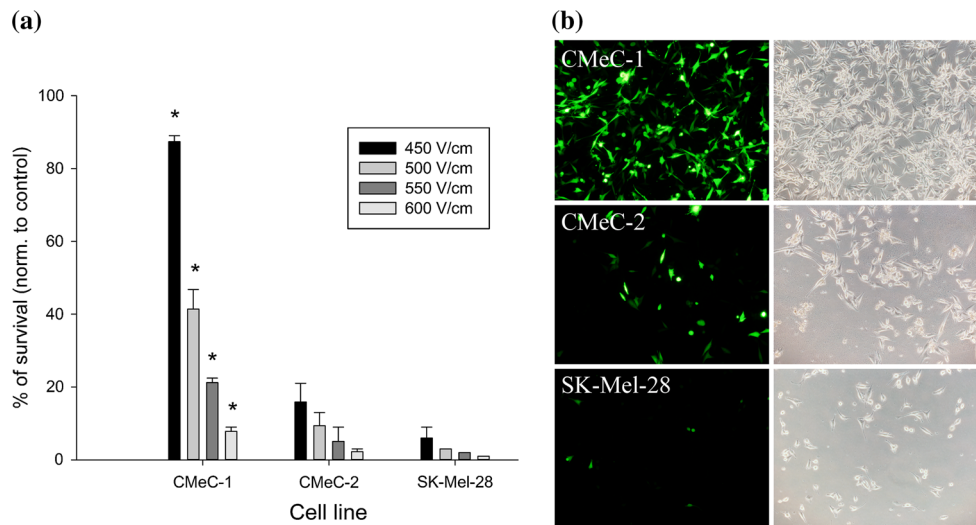 (a)
100
80
60
40
20
0
% of survival (norm. to control)
*
*
*
*
450 V/cm
500 V/cm
550 V/cm
600 V/cm
CMeC-1
CMeC-2
SK-Mel-28
Cell line
(b)
CMeC-1
CMeC-2
SK-Mel-28